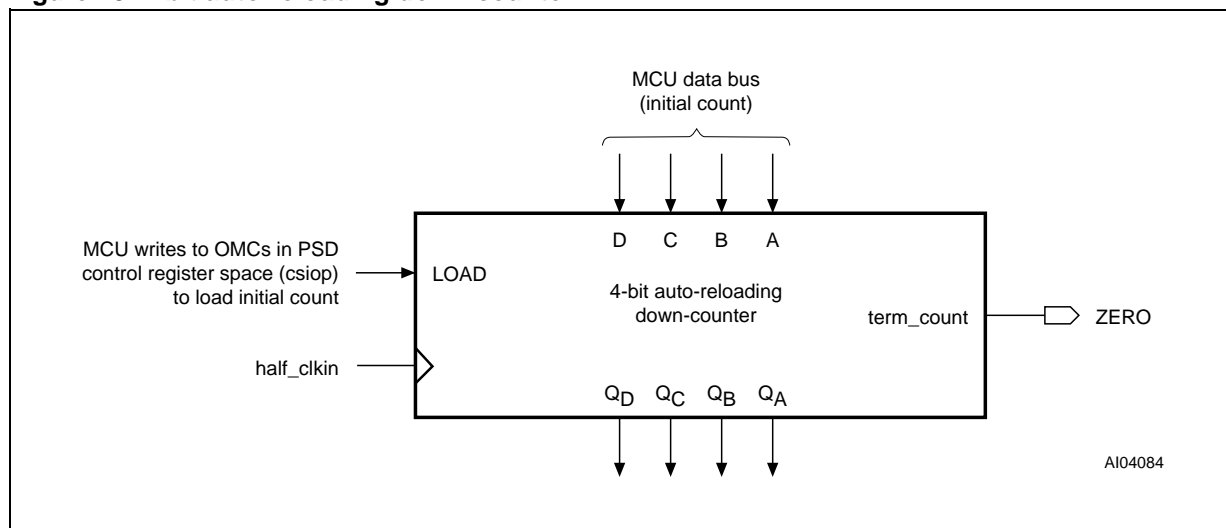 MCU data bus
(initial count)
D C B A
MCU writes to OMCs in PSD
control register space (csiop)
to load initial count
LOAD
4-bit auto-reloading
down-counter
term_count
ZERO
half_clkin
QD QC QB QA
AI04084